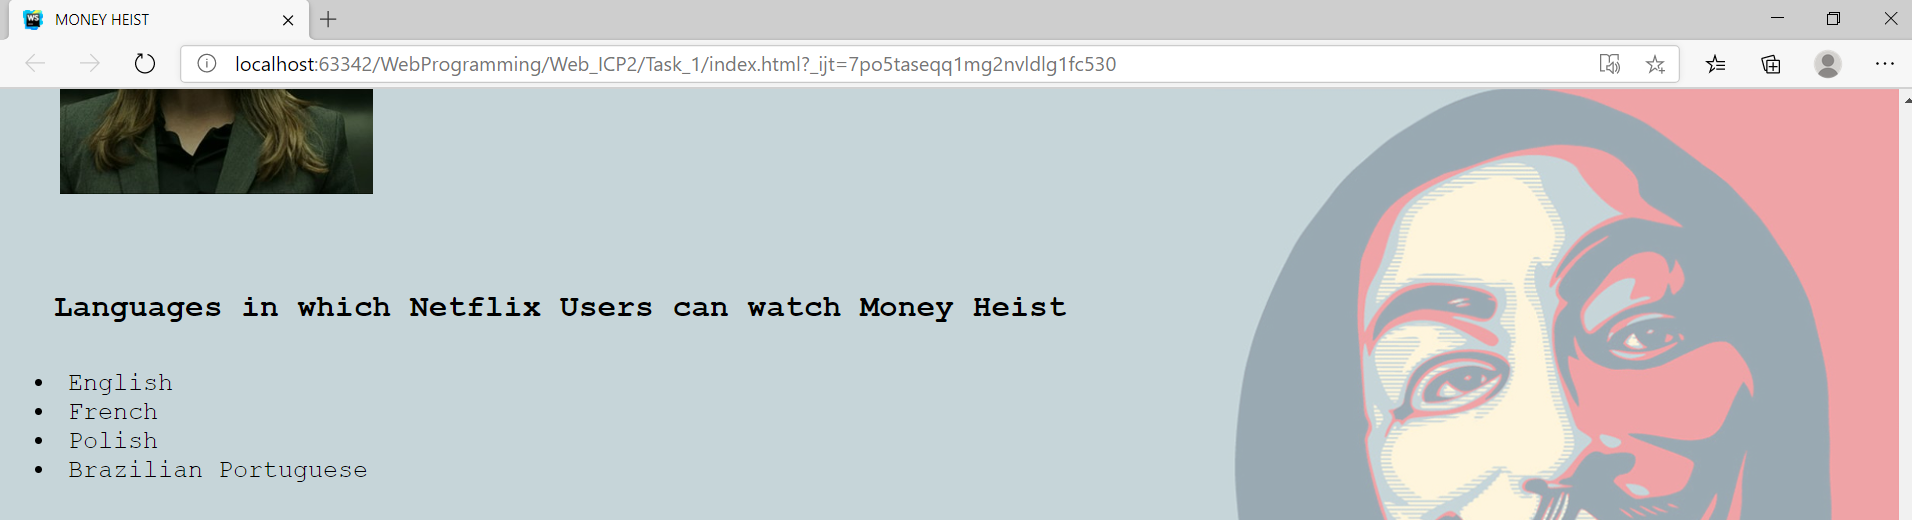 MONEY HEIST
localhost:63342/WebProgramming/Web_ICP2/Task_1/index.html?_ijt=7po5taseqq1mg2nvldlg1fc530
Languages in which Netflix Users can watch Money Heist
• English
• French
• Polish
• Brazilian Portuguese